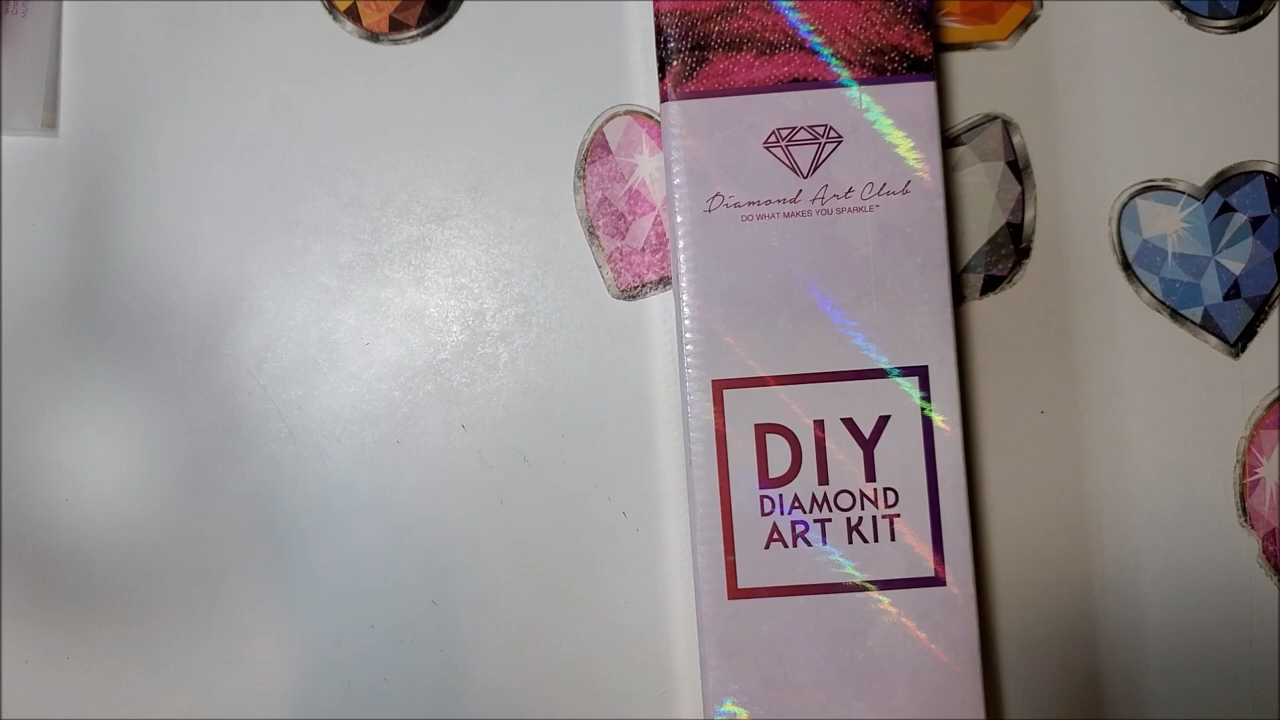 Diamond Art Club
DO WHAT MAKES YOU SPARKLE™
DIY
DIAMOND
ART KIT